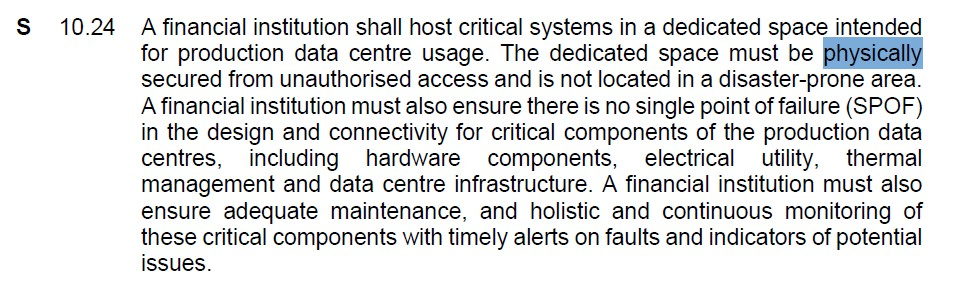 S 10.24 A financial institution shall host critical systems in a dedicated space intended
for production data centre usage. The dedicated space must be physically
secured from unauthorised access and is not located in a disaster-prone area.
A financial institution must also ensure there is no single point of failure (SPOF)
in the design and connectivity for critical components of the production data
centres, including hardware components, electrical utility, thermal
management and data centre infrastructure. A financial institution must also
ensure adequate maintenance, and holistic and continuous monitoring of
these critical components with timely alerts on faults and indicators of potential
issues.